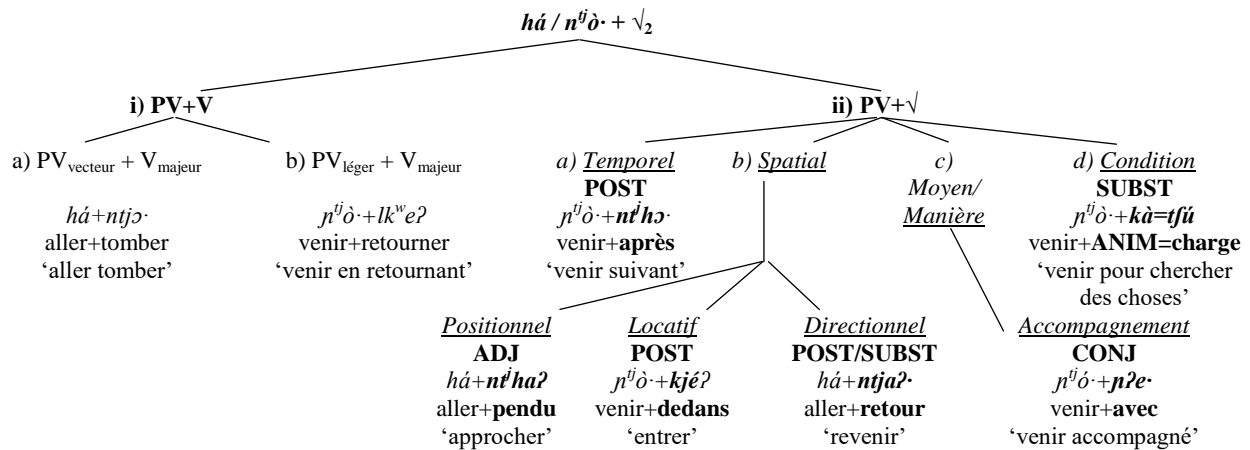 há / nᵗʲò· + √₂
i) PV+V ii) PV+√
a) PVvecteur + Vmajeur b) PVléger + Vmajeur a) Temporel b) Spatial c) d) Condition
POST Moyen/ SUBST
há+ntjɔ· ɲᵗʲò·+lkʷeʔ ɲᵗʲò·+ntʲhɔ· Manière ɲᵗʲò·+kà=tʃú
aller+tomber venir+retourner venir+après venir+ANIM=charge
‘aller tomber’ ‘venir en retournant’ ‘venir suivant’ ‘venir pour chercher
des choses’
Positionnel Locatif Directionnel Accompagnement
ADJ POST POST/SUBST CONJ
há+ntʲhaʔ ɲᵗʲò·+kjéʔ há+ntjaʔ· ɲᵗʲó·+ɲʔe·
aller+pendu venir+dedans aller+retour venir+avec
‘approcher’ ‘entrer’ ‘revenir’ ‘venir accompagné’